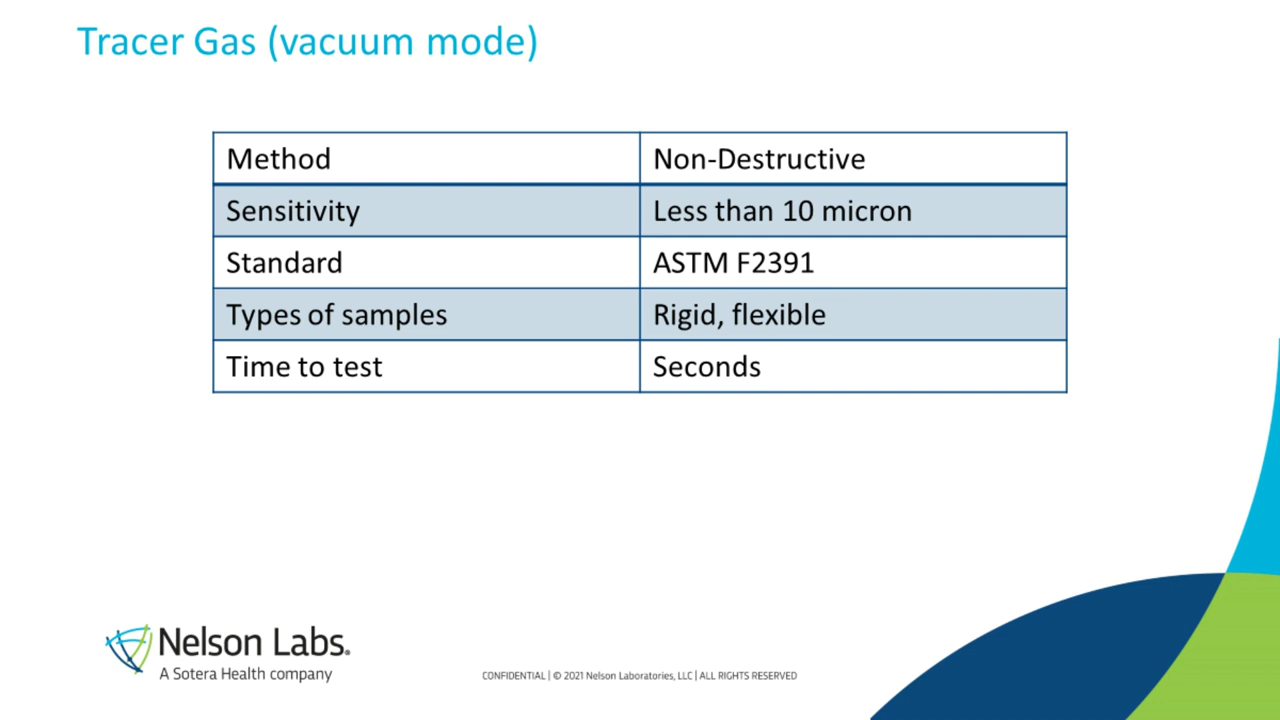 Tracer Gas (vacuum mode)
Method Non-Destructive
Sensitivity Less than 10 micron
Standard ASTM F2391
Types of samples Rigid, flexible
Time to test Seconds
Nelson Labs®
A Sotera Health company
CONFIDENTIAL | © 2021 Nelson Laboratories, LLC | ALL RIGHTS RESERVED